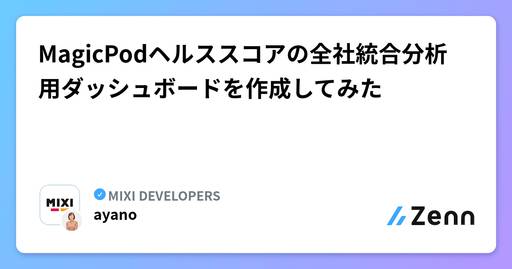 MagicPodヘルススコアの全社統合分析
用ダッシュボードを作成してみた
MIXI
MIXI DEVELOPERS
ayano
Zenn